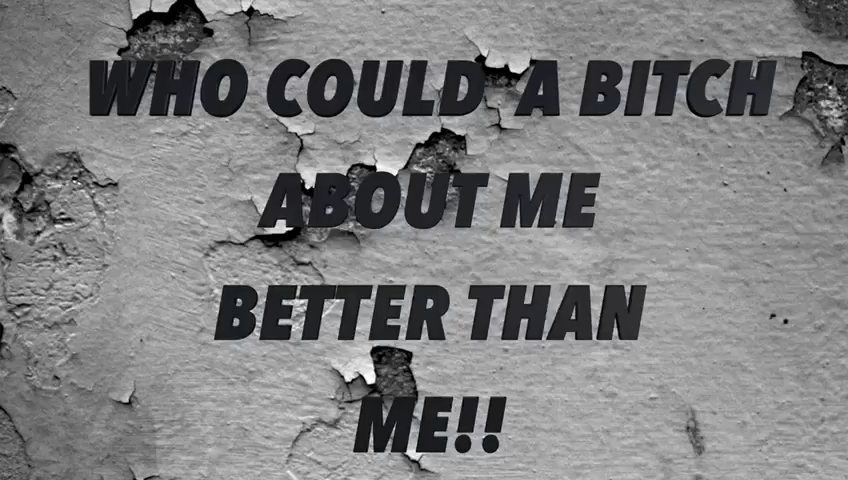 WHO COULD A BITCH
ABOUT ME
BETTER THAN
ME!!